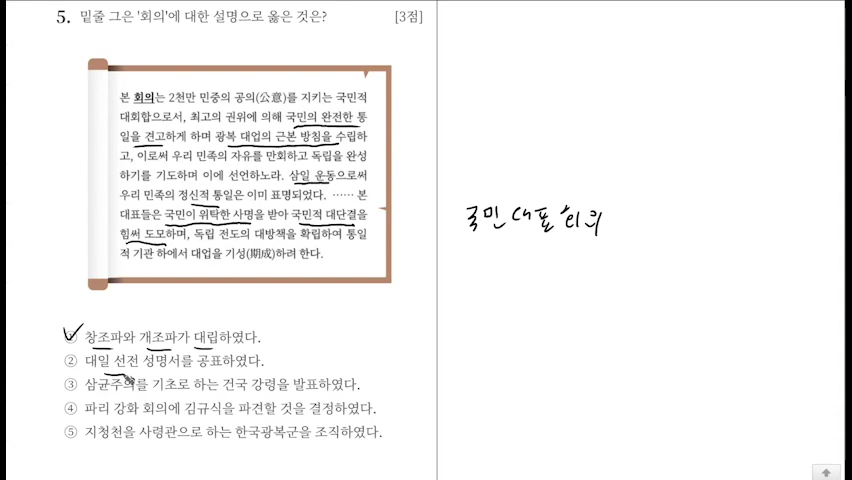 5. 밑줄 그은 '회의'에 대한 설명으로 옳은 것은? [3점]
본 회의는 2천만 민중의 공의(公意)를 지키는 국민적
대회합으로서, 최고의 권위에 의해 국민의 완전한 통
일을 견고하게 하며 광복 대업의 근본 방침을 수립하
고, 이로써 우리 민족의 자유를 만회하고 독립을 완성
하기를 기도하며 이에 선언하노라. 삼일 운동으로써
우리 민족의 정신적 통일은 이미 표명되었다. …… 본
대표들은 국민이 위탁한 사명을 받아 국민적 대단결을
힘써 도모하며, 독립 전도의 대방책을 확립하여 통일
적 기관 하에서 대업을 기성(期成)하려 한다.
① 창조파와 개조파가 대립하였다.
② 대일 선전 성명서를 공표하였다.
③ 삼균주의를 기초로 하는 건국 강령을 발표하였다.
④ 파리 강화 회의에 김규식을 파견할 것을 결정하였다.
⑤ 지청천을 사령관으로 하는 한국광복군을 조직하였다.
국민대표회의